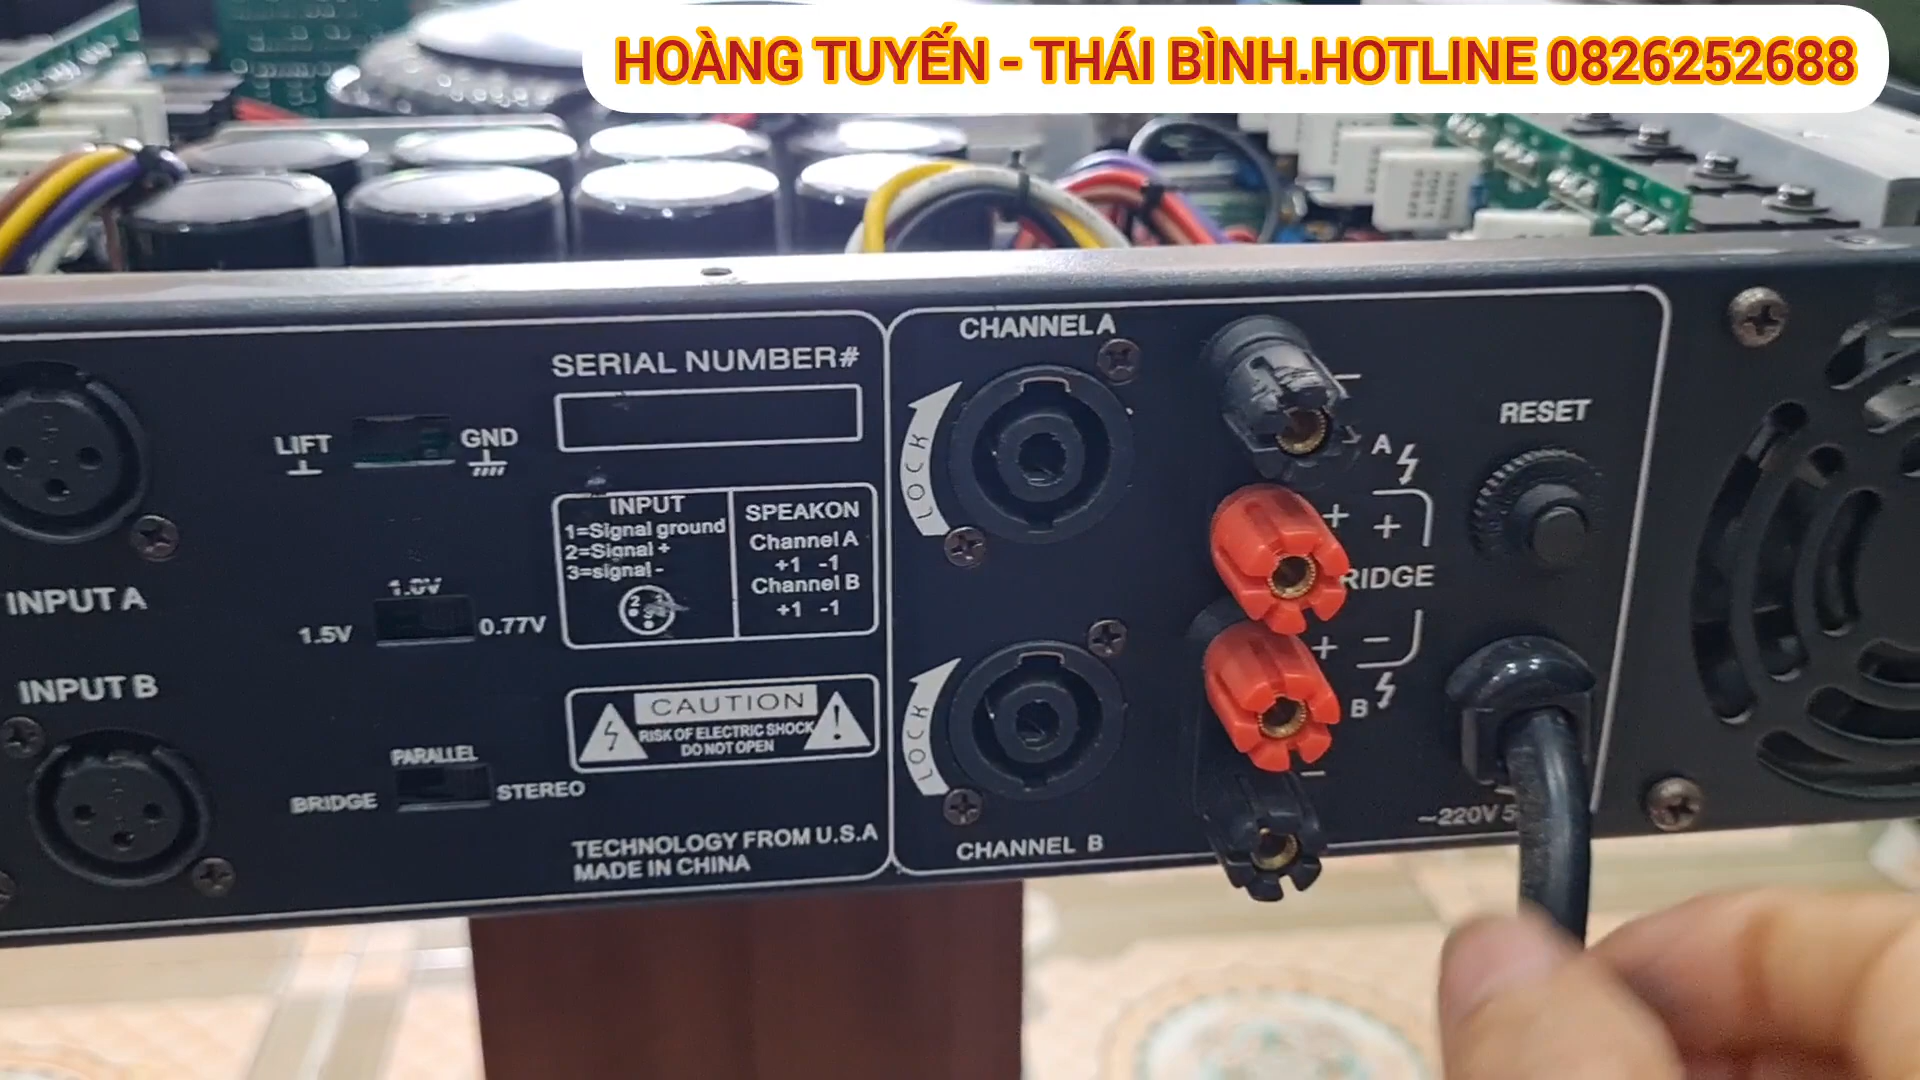 HOÀNG TUYẾN - THÁI BÌNH.HOTLINE 0826252688
SERIAL NUMBER#
LIFT
GND
INPUT
1=Signal ground
2=Signal +
3=signal -
SPEAKON
Channel A
+1 -1
Channel B
+1 -1
INPUT A
1.0V
1.5V
0.77V
INPUT B
CAUTION
RISK OF ELECTRIC SHOCK
DO NOT OPEN
PARALLEL
BRIDGE
STEREO
TECHNOLOGY FROM U.S.A
MADE IN CHINA
CHANNEL A
LOCK
LOCK
CHANNEL B
−
A
+ +
RIDGE
+ −
B
−
RESET
~220V 5